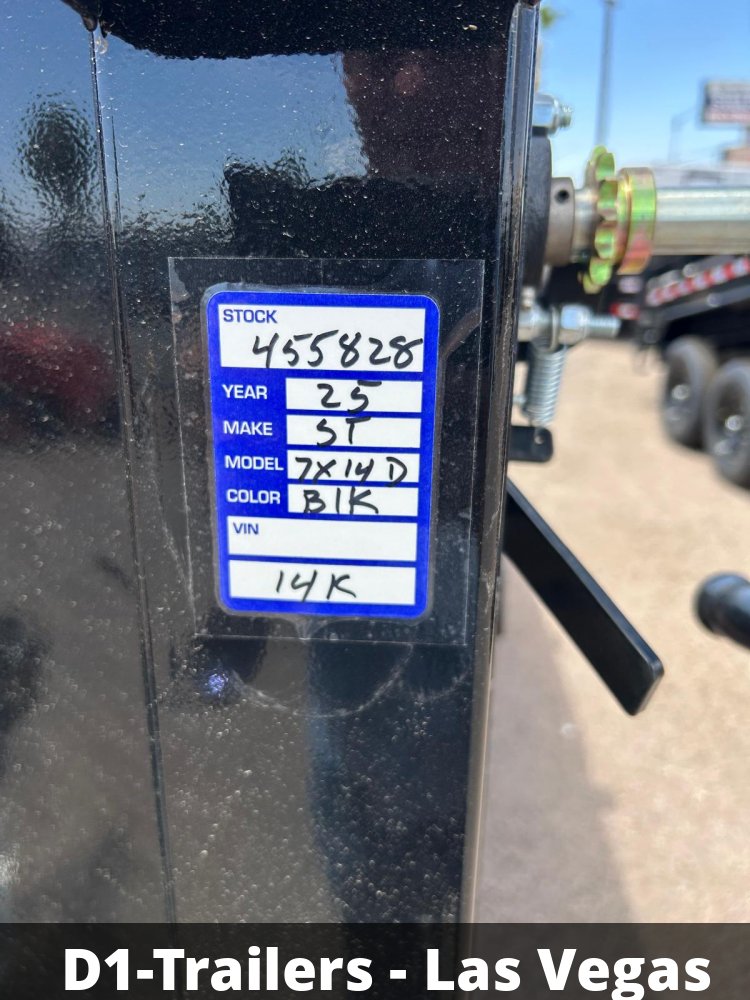 STOCK
455828
YEAR 25
MAKE ST
MODEL 7X14 D
COLOR BlK
VIN
14K
D1-Trailers - Las Vegas